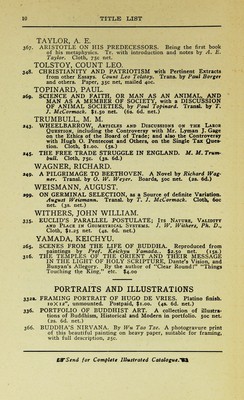 10 TITLE LIST
TAYLOR, A. E.
367. ARISTOTLE ON HIS PREDECESSORS. Being the first book
of his metaphysics. Tr. with introduction and notes by A. E.
Taylor. Cloth, 75c net.
TOLSTOY, COUNT LEO.
348. CHRISTIANITY AND PATRIOTISM with Pertinent Extracts
from other Essays. Count Leo Tolstoy. Trans. by Paul Borger
and others. Paper, 35c net, mailed 40c.
TOPINARD, PAUL.
269. SCIENCE AND FAITH, OR MAN AS AN ANIMAL, AND
MAN AS A MEMBER OF SOCIETY, with a DISCUSSION
OF ANIMAL SOCIETIES, by Paul Topinard. Transl. by T.
J. McCormack. $1.50 net. (6s. 6d. net.)
TRUMBULL, M. M.
243. WHEELBARROW, ARTICLES AND DISCUSSIONS ON THE LABOR
QUESTION, including the Controversy with Mr. Lyman J. Gage
on the Ethics of the Board of Trade; and also the Controversy
with Hugh O. Pentecost and Others, on the Single Tax Question.
Cloth, $1.00. (5s.)
245. THE FREE TRADE STRUGGLE IN ENGLAND. M. M. Trumbull.
Cloth, 75c. (3s. 6d.)
WAGNER, RICHARD.
249. A PILGRIMAGE TO BEETHOVEN. A Novel by Richard Wagner.
Transl. by O. W. Weyer. Boards, 50c net. (2s. 6d.)
WEISMANN, AUGUST.
299. ON GERMINAL SELECTION, as a Source of definite Variation.
August Weismann. Transl. by T. J. McCormack. Cloth, 60c
net. (3s. net.)
WITHERS, JOHN WILLIAM.
335. EUCLID'S PARALLEL POSTULATE; ITS NATURE, VALIDITY
AND PLACE IN GEOMETRICAL SYSTEMS. J. W. Withers, Ph. D.,
Cloth, $1.25 net. (4s. 6d. net.)
YAMADA, KEICHYU.
265. SCENES FROM THE LIFE OF BUDDHA. Reproduced from
paintings by Prof. Keichyu Yamada. $2.50 net. (15s.)
318. THE TEMPLES OF THE ORIENT AND THEIR MESSAGE
IN THE LIGHT OF HOLY SCRIPTURE, Dante's Vision, and
Bunyan's Allegory. By the author of "Clear Round!" "Things
Touching the King," etc. $4.00
PORTRAITS AND ILLUSTRATIONS
332a. FRAMING PORTRAIT OF HUGO DE VRIES. Platino finish.
10x12", unmounted. Postpaid, $1.00. (4s. 6d. net.)
336. PORTFOLIO OF BUDDHIST ART. A collection of illustrations
of Buddhism, Historical and Modern in portfolio. 50c net.
(2s. 6d. net.)
366. BUDDHA'S NIRVANA. By Wu Tao Tze. A photogravure print
of this beautiful painting on heavy paper, suitable for framing,
with full description, 25c.
Send for Complete Illustrated Catalogue.